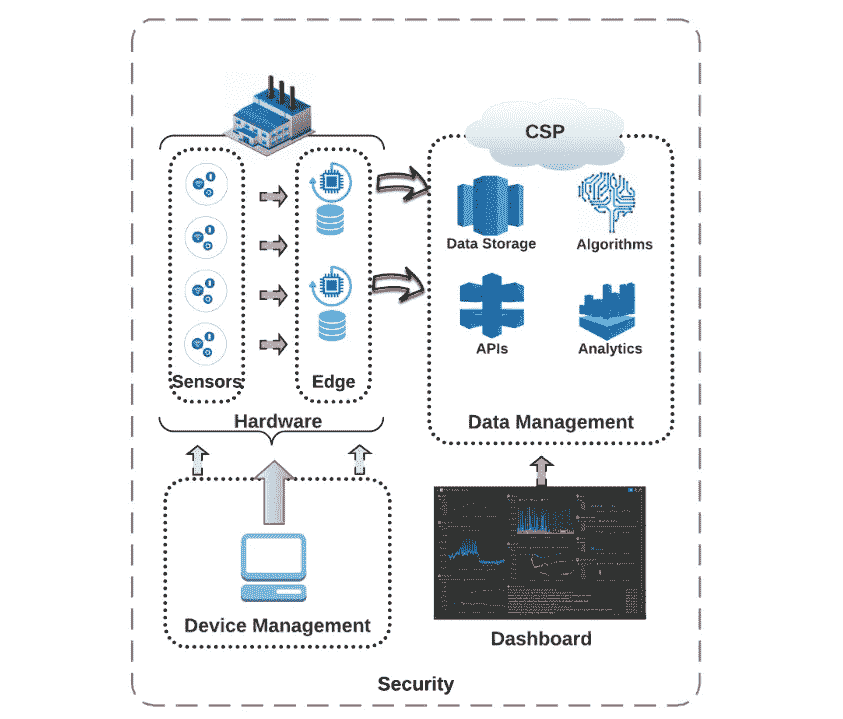 CSP
Data Storage
Algorithms
APIs
Analytics
Sensors
Edge
Hardware
Data Management
Device Management
Dashboard
Security